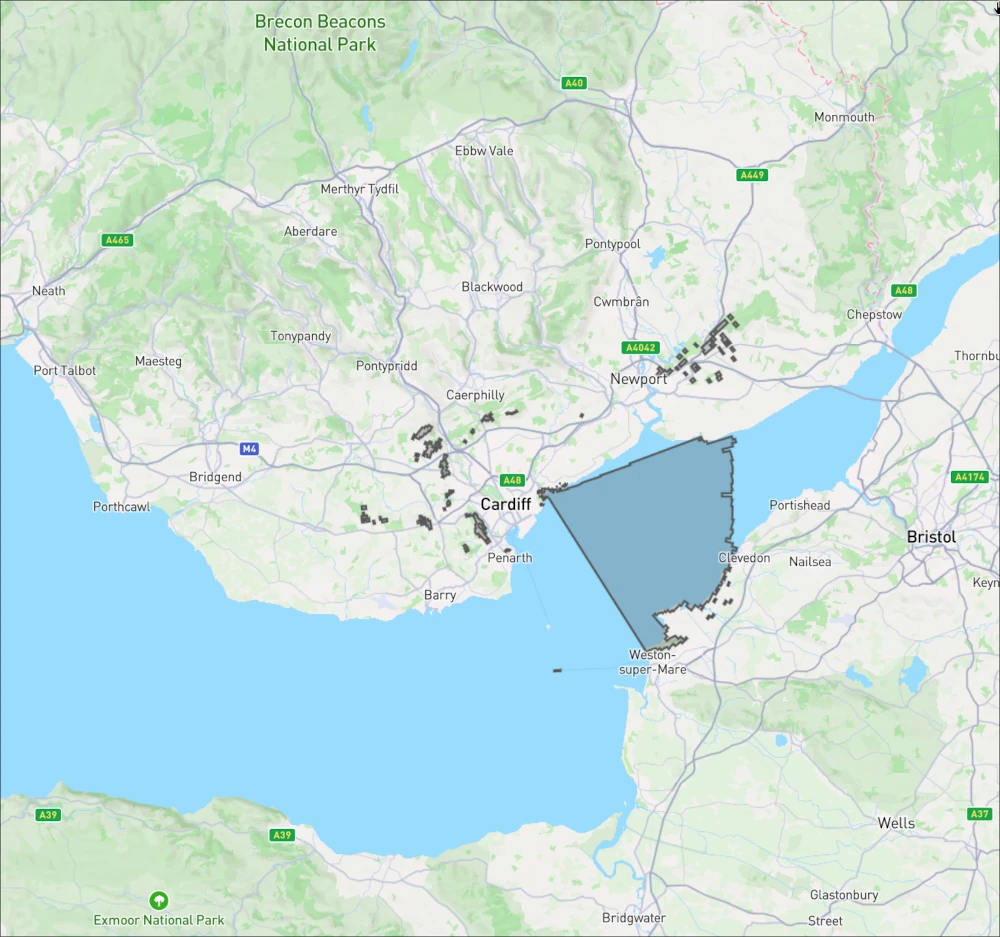 Brecon Beacons
National Park
A40
Monmouth
Ebbw Vale
A449
Merthyr Tydfil
Aberdare
A465
Pontypool
Neath
Blackwood
Cwmbrân
A48
Chepstow
Tonypandy
A4042
Thornbu
Maesteg
Pontypridd
Port Talbot
Newport
Caerphilly
M4
Bridgend
A48
A4174
Porthcawl
Cardiff
Portishead
Bristol
Penarth
Clevedon
Nailsea
Keyn
Barry
Weston-
super-Mare
A39
A37
Wells
A39
Glastonbury
Exmoor National Park
Bridgwater
Street